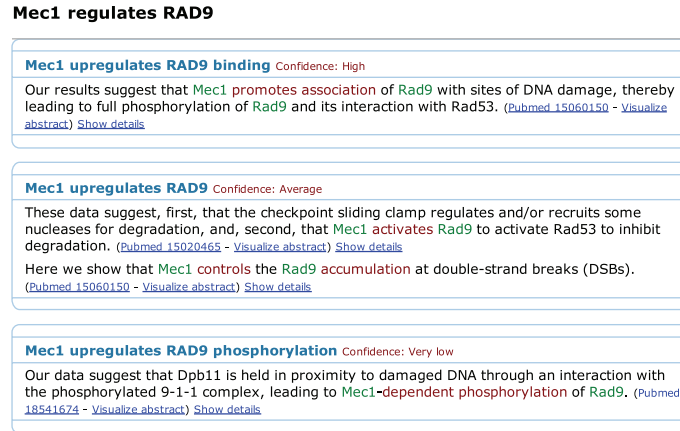 Mec1 regulates RAD9
Mec1 upregulates RAD9 binding Confidence: High
Our results suggest that Mec1 promotes association of Rad9 with sites of DNA damage, thereby
leading to full phosphorylation of Rad9 and its interaction with Rad53. (Pubmed 15060150 - Visualize
abstract) Show details
Mec1 upregulates RAD9 Confidence: Average
These data suggest, first, that the checkpoint sliding clamp regulates and/or recruits some
nucleases for degradation, and, second, that Mec1 activates Rad9 to activate Rad53 to inhibit
degradation. (Pubmed 15020465 - Visualize abstract) Show details
Here we show that Mec1 controls the Rad9 accumulation at double-strand breaks (DSBs).
(Pubmed 15060150 - Visualize abstract) Show details
Mec1 upregulates RAD9 phosphorylation Confidence: Very low
Our data suggest that Dpb11 is held in proximity to damaged DNA through an interaction with
the phosphorylated 9-1-1 complex, leading to Mec1-dependent phosphorylation of Rad9. (Pubmed
18541674 - Visualize abstract) Show details